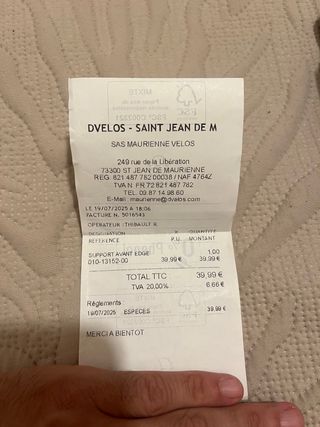 DVELOS - SAINT JEAN DE M
SAS MAURIENNE VELOS
249 rue de la Libération
73300 ST JEAN DE MAURIENNE
REG. 821 487 782 00038 / NAF 4764Z
TVA N. FR 72 821 487 782
TEL. 09 87 14 98 60
E-Mail : maurienne@dvelos.com
LE 19/07/2025 A 18:06
FACTURE N. 5016543
OPERATEUR : THIBAULT R.
DESIGNATION QUANTITE
REFERENCE P.U. MONTANT
SUPPORT AVANT EDGE 1,00
010-13152-00 39,99 € 39,99 €
TOTAL TTC 39,99 €
TVA 20,00% 6,66 €
Règlements :
19/07/2025 ESPECES 39,99 €
MERCI A BIENTOT